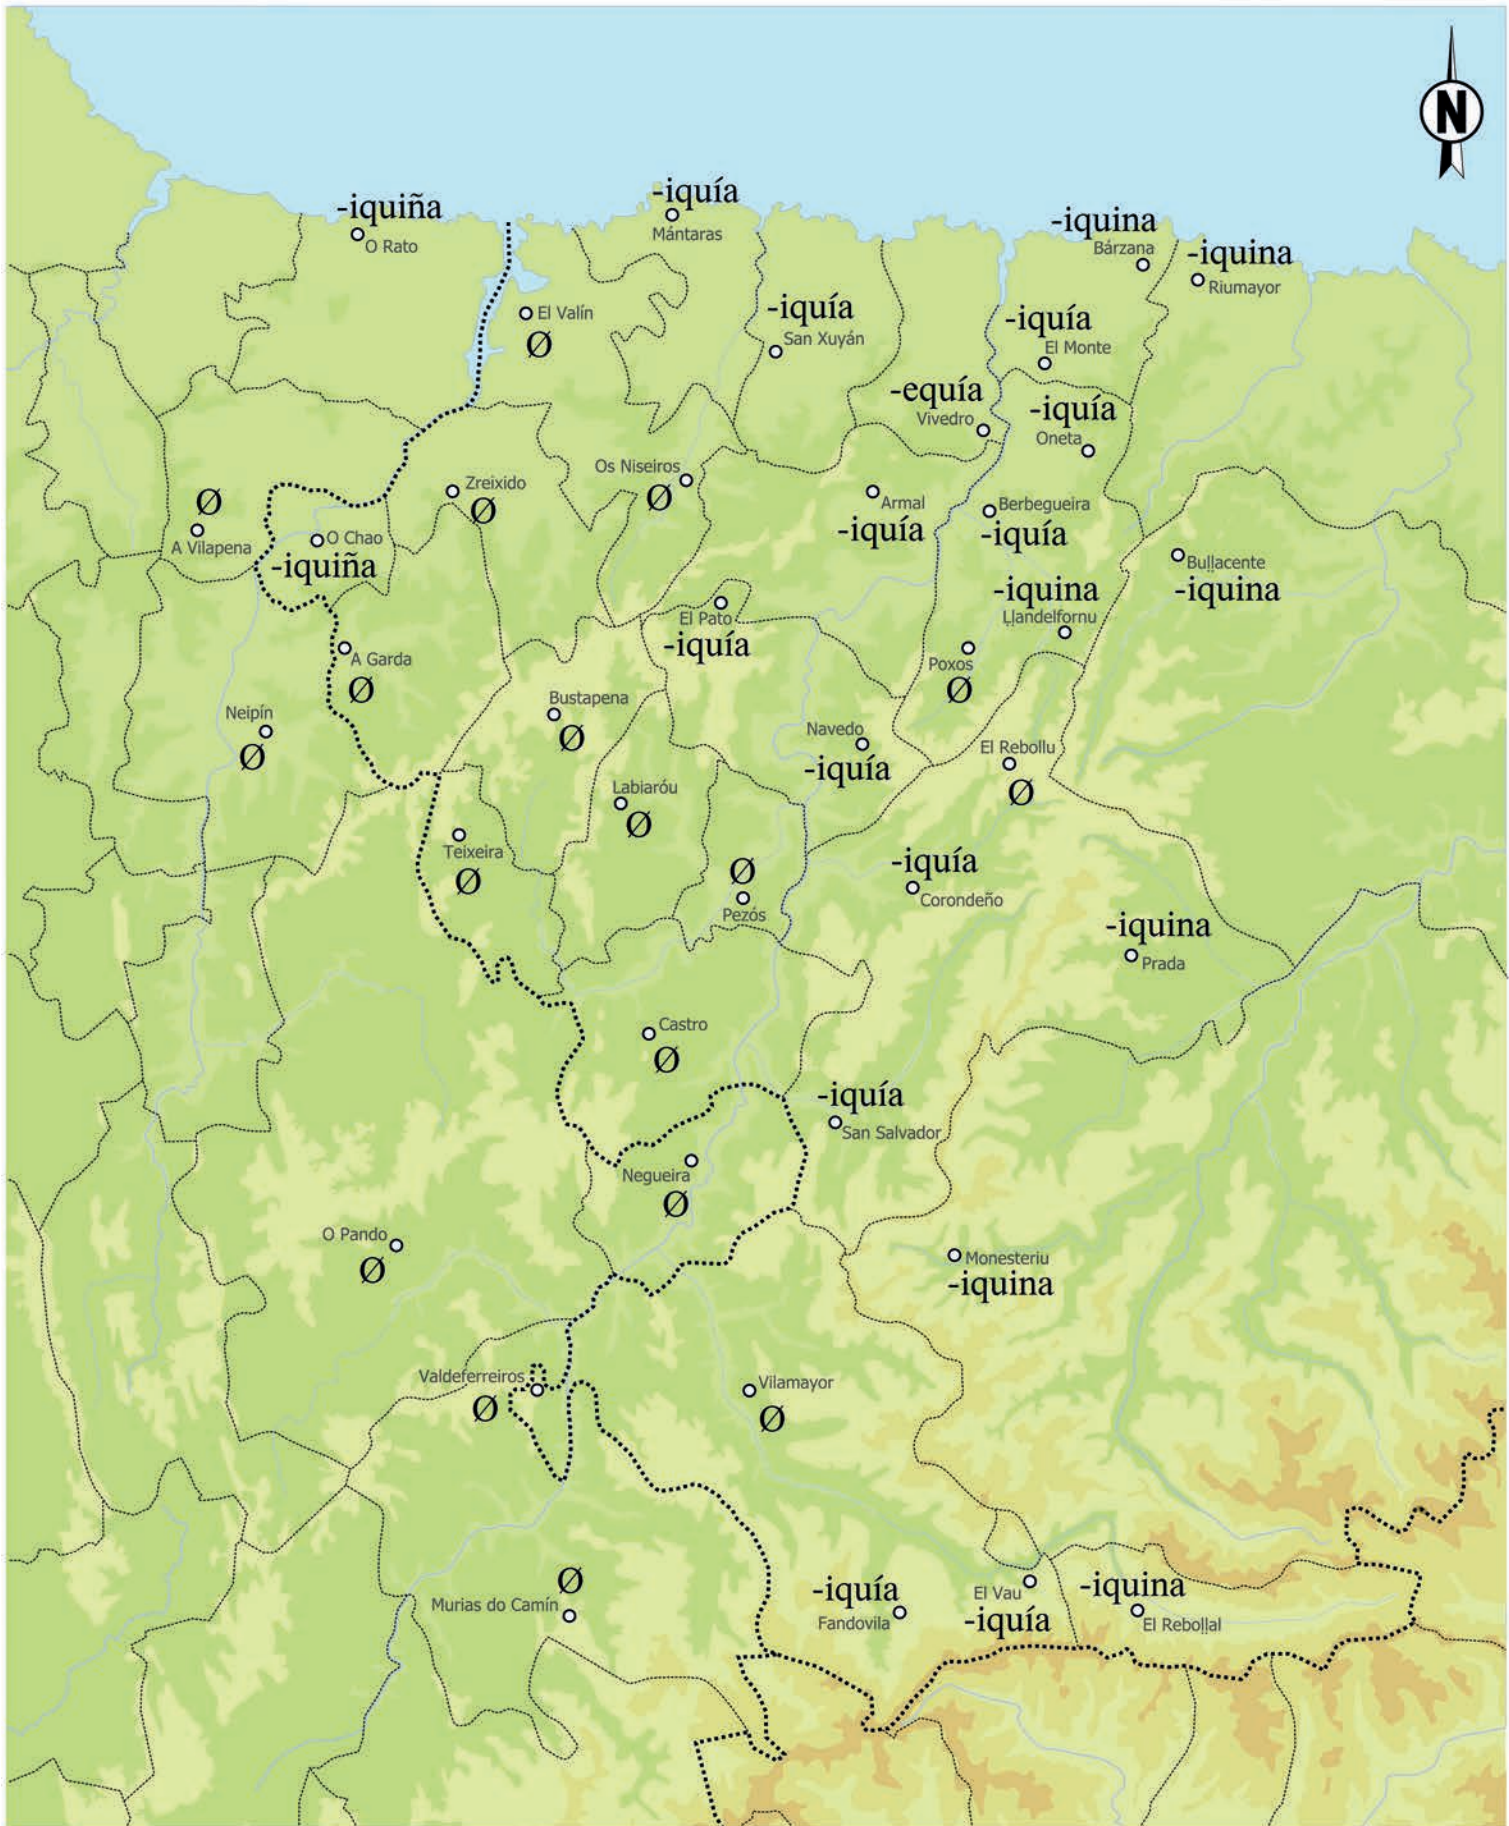 N
-iquía
Mántaras
-iquiña
O Rato
-iquina
Bárzana
-iquina
Riumayor
El Valín
Ø
-iquía
San Xuyán
-iquía
El Monte
-equía
Vivedro
-iquía
Oneta
Os Niseiros
Ø
Zreixido
Ø
Ø
A Vilapena
O Chao
-iquiña
Armal
-iquía
Berbegueira
-iquía
Buḷḷacente
-iquina
-iquina
Ḷḷandelfornu
El Pato
-iquía
A Garda
Ø
Poxos
Ø
Bustapena
Ø
Neipín
Ø
Navedo
-iquía
El Rebollu
Ø
Labiaróu
Ø
Teixeira
Ø
Ø
Pezós
-iquía
Corondeño
-iquina
Prada
Castro
Ø
-iquía
San Salvador
Negueira
Ø
O Pando
Ø
Monesteriu
-iquina
Valdeferreiros
Ø
Vilamayor
Ø
Ø
Murias do Camín
-iquía
Fandovila
El Vau
-iquía
-iquina
El Reboḷḷal